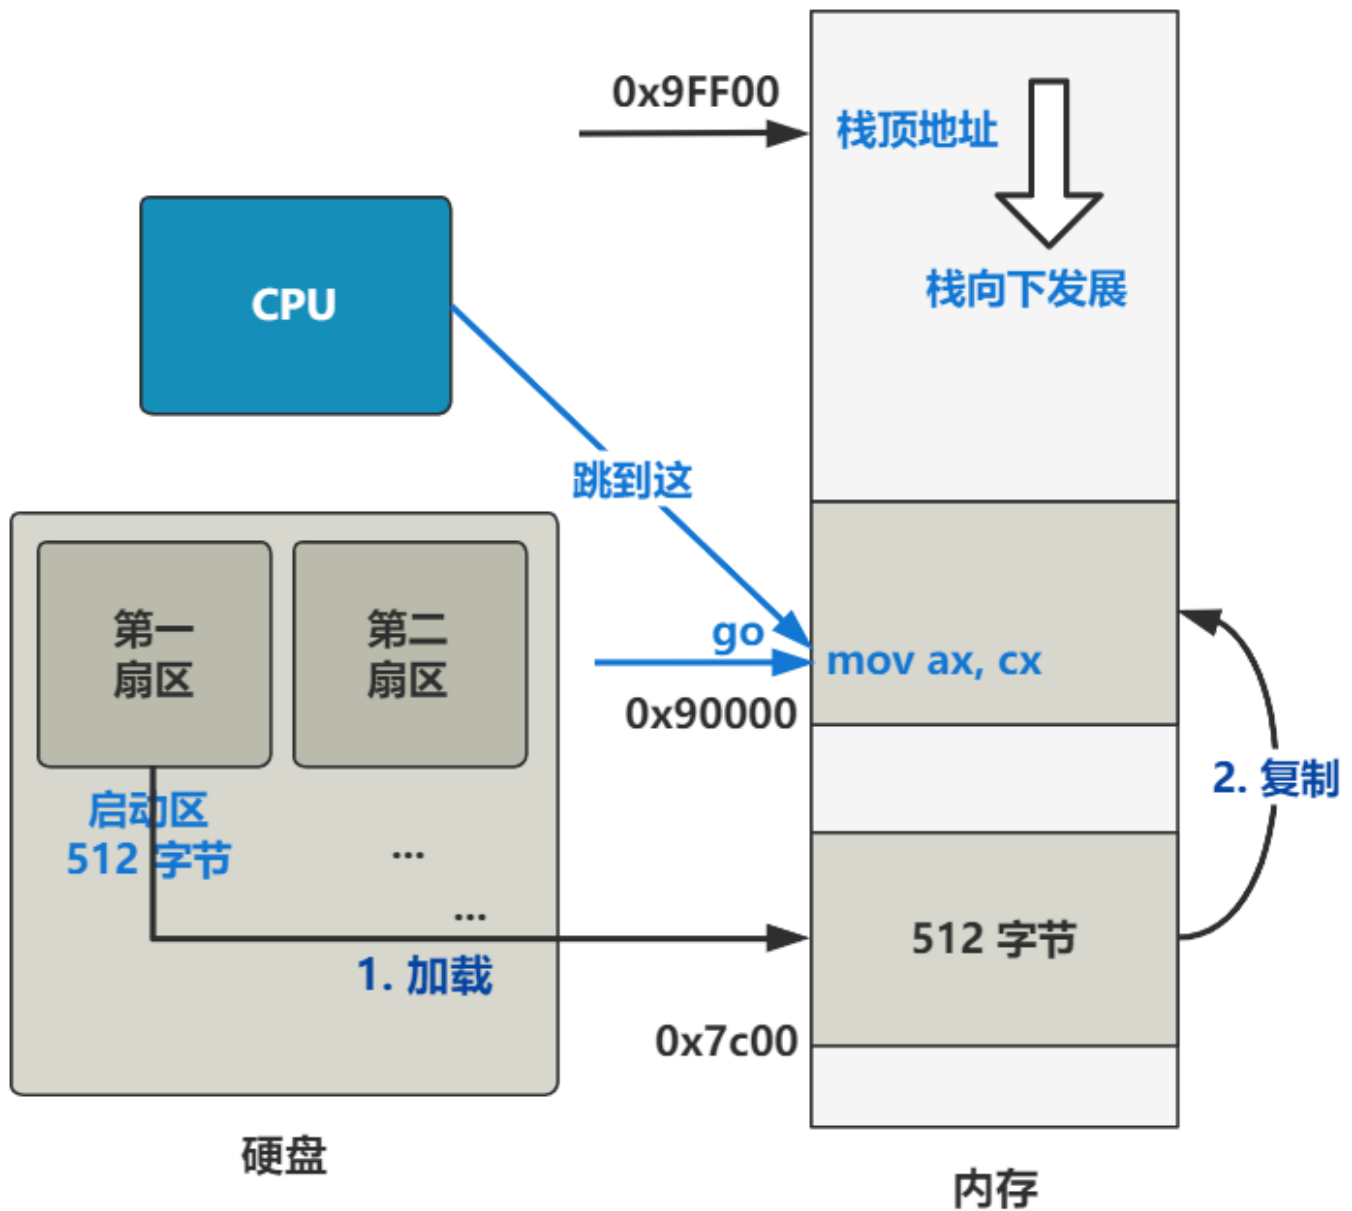 0x9FF00
栈顶地址
栈向下发展
CPU
跳到这
第一
扇区
第二
扇区
go
mov ax, cx
0x90000
2. 复制
启动区
512 字节
...
...
512 字节
1. 加载
0x7c00
硬盘
内存